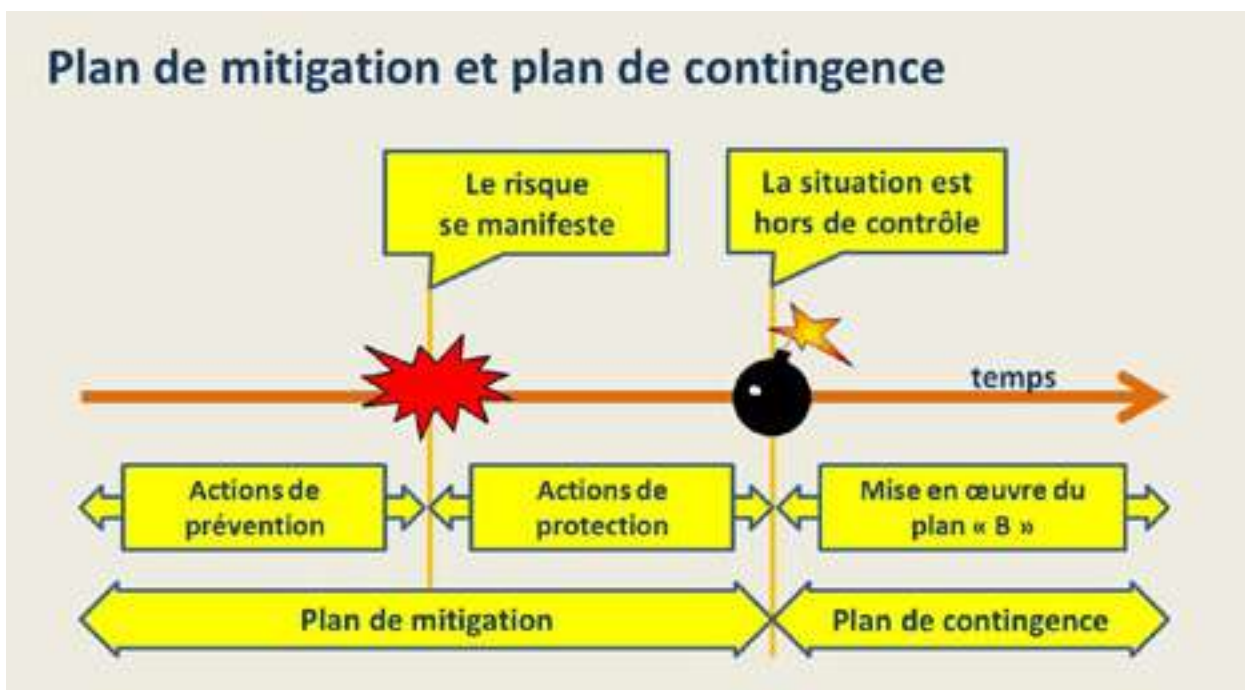 Plan de mitigation et plan de contingence
Le risque
se manifeste
La situation est
hors de contrôle
temps
Actions de
prévention
Actions de
protection
Mise en œuvre du
plan « B »
Plan de mitigation
Plan de contingence